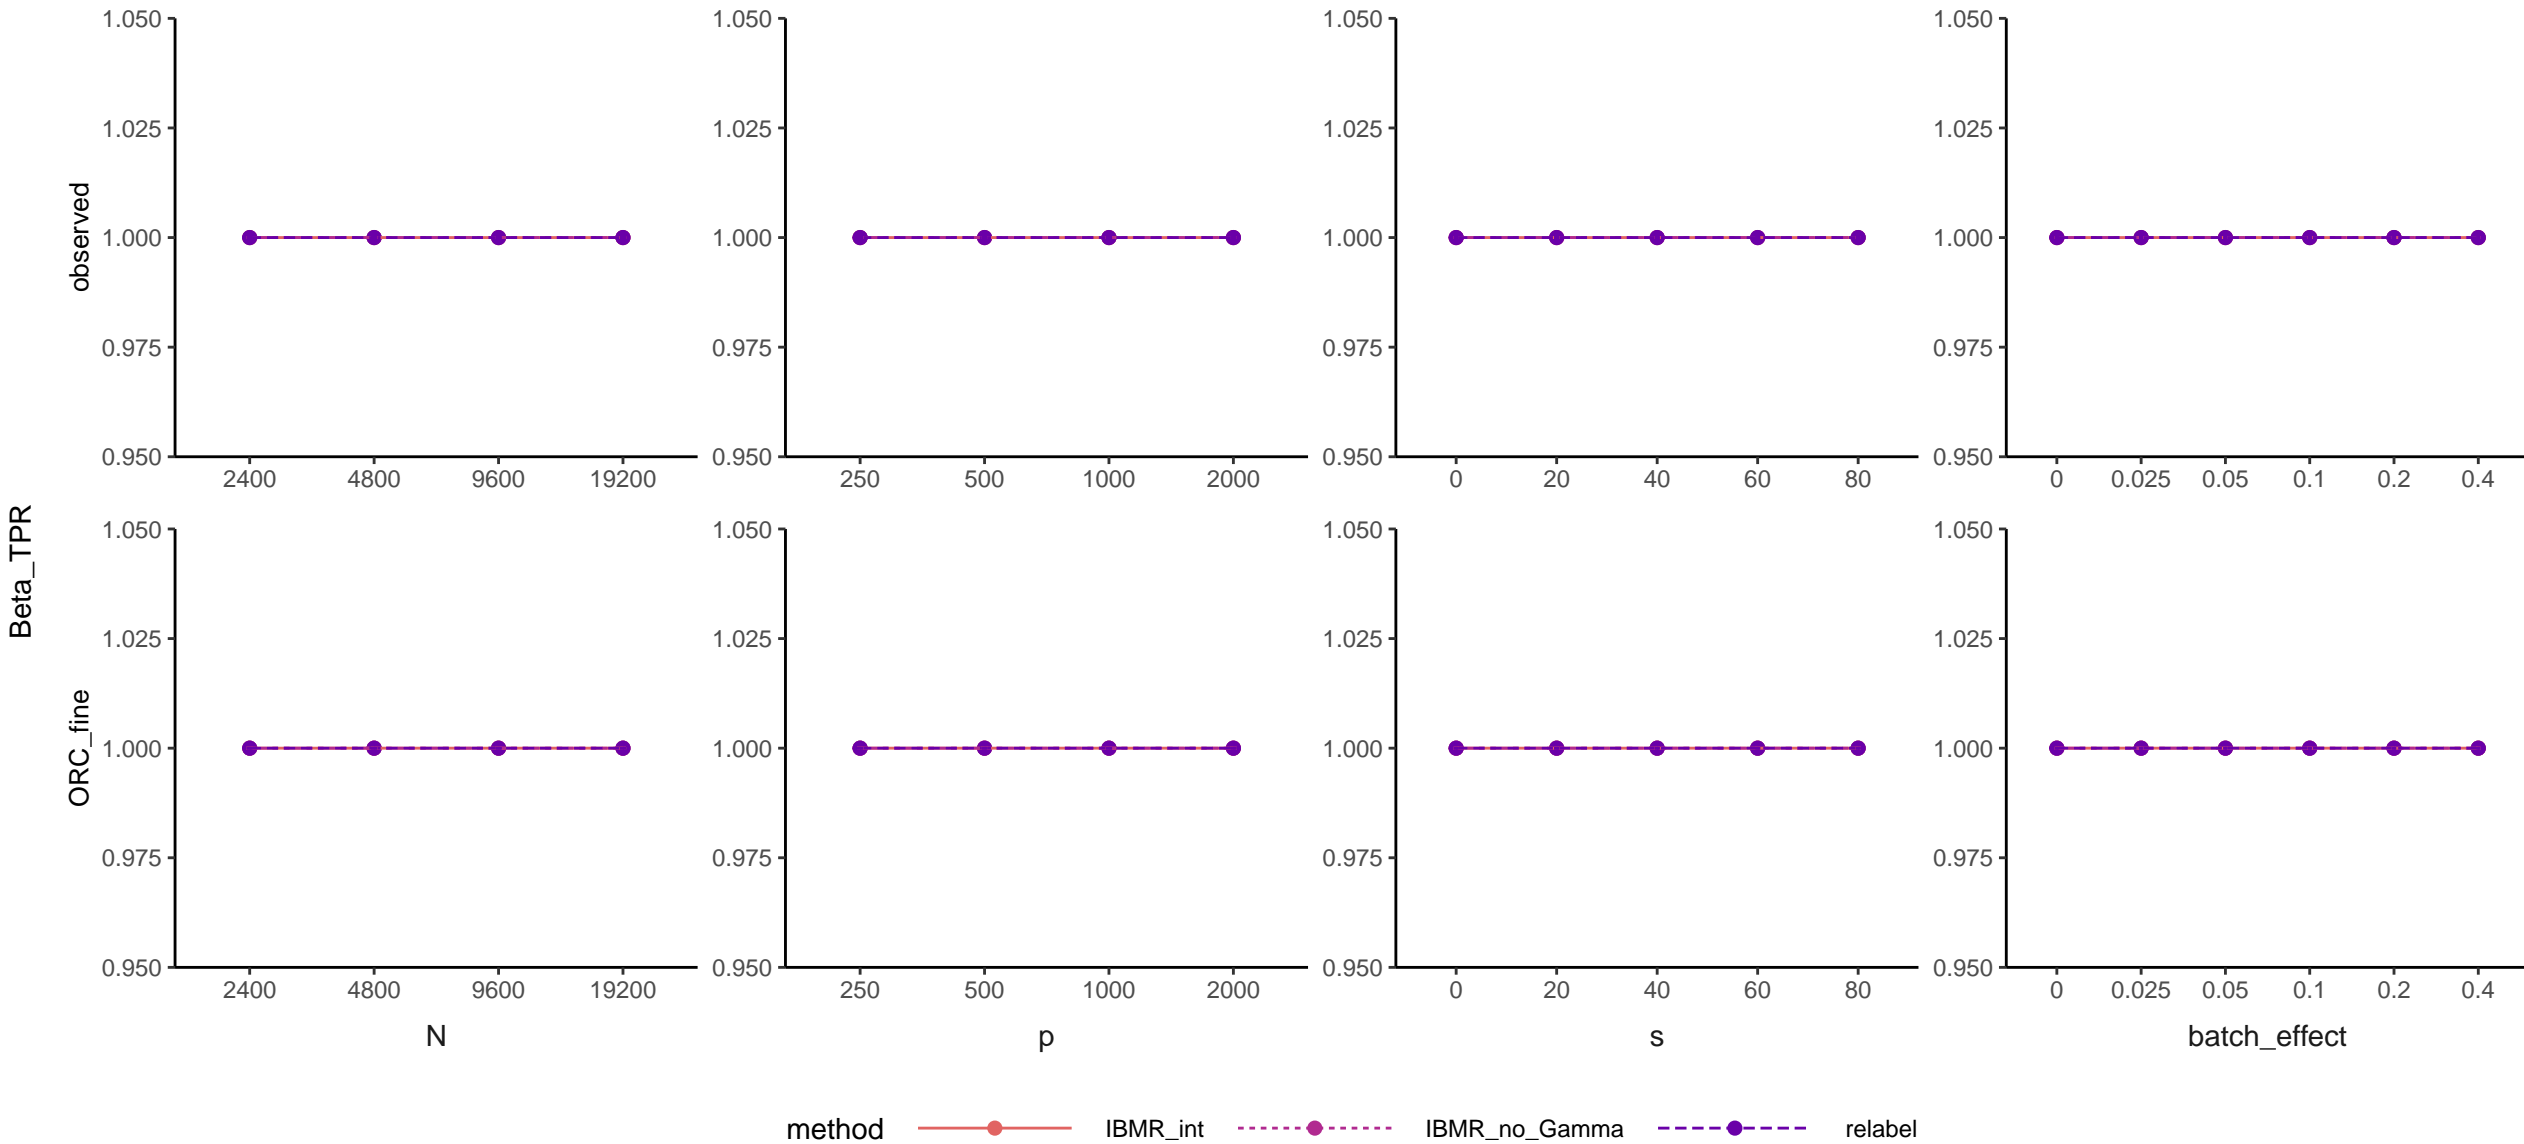 Beta_TPR
observed
1.050 1.050 1.050 1.050
1.025 1.025 1.025 1.025
1.000 1.000 1.000 1.000
0.975 0.975 0.975 0.975
0.950 0.950 0.950 0.950
2400 4800 9600 19200 250 500 1000 2000 0 20 40 60 80 0 0.025 0.05 0.1 0.2 0.4
ORC_fine
1.050 1.050 1.050 1.050
1.025 1.025 1.025 1.025
1.000 1.000 1.000 1.000
0.975 0.975 0.975 0.975
0.950 0.950 0.950 0.950
2400 4800 9600 19200 250 500 1000 2000 0 20 40 60 80 0 0.025 0.05 0.1 0.2 0.4
N p s batch_effect
method IBMR_int IBMR_no_Gamma relabel